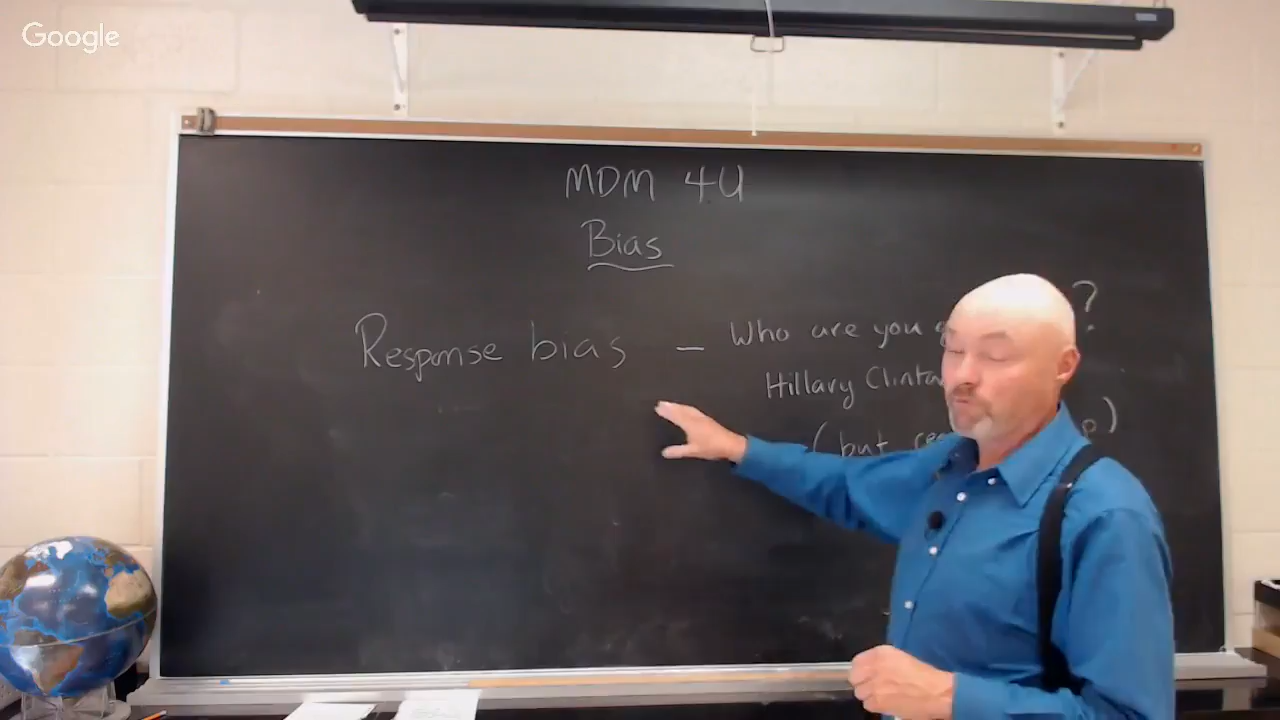 Google
MDM 4U
Bias
?
Response bias — Who are you
Hillary Clinton
(but